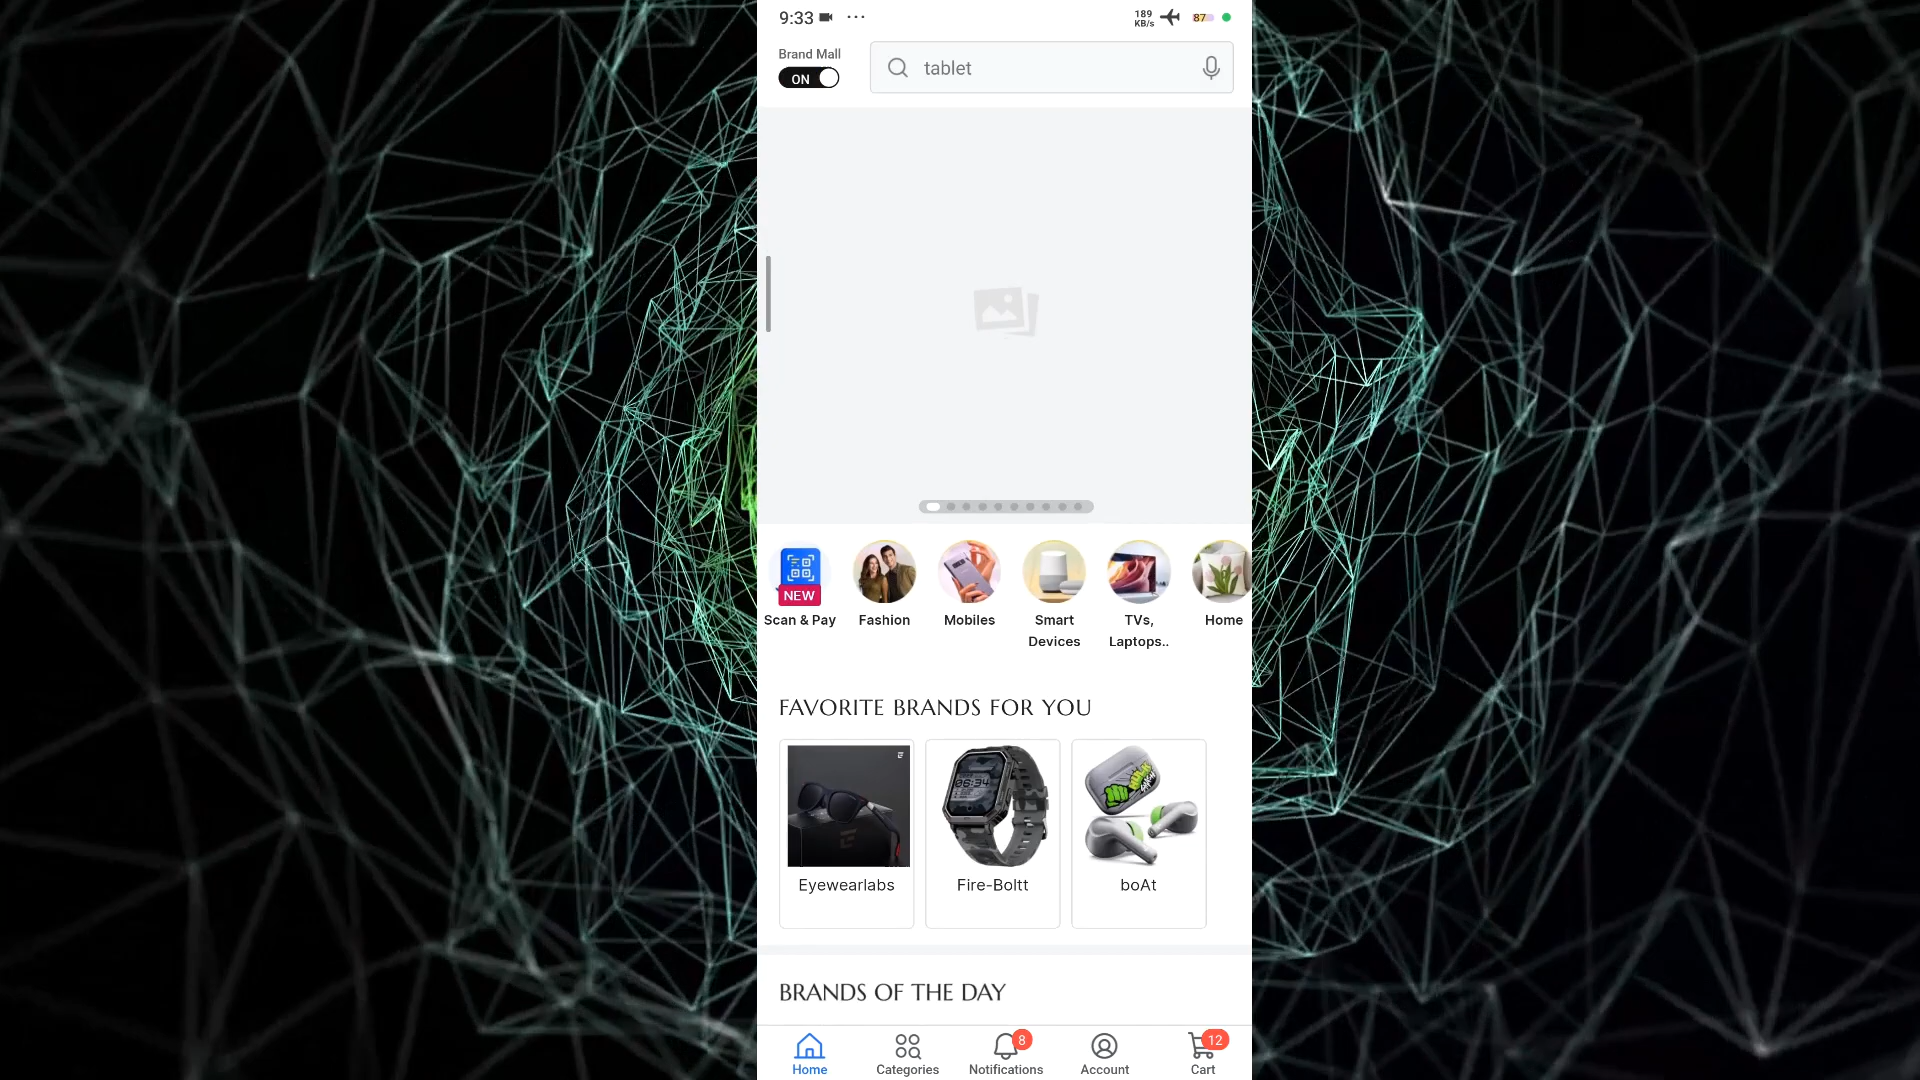 9:33 ... 189 KB/s 87
Brand Mall
ON
tablet
NEW
Scan & Pay Fashion Mobiles Smart Devices TVs, Laptops.. Home
FAVORITE BRANDS FOR YOU
06:34
Eyewearlabs Fire-Boltt boAt
BRANDS OF THE DAY
8 12
Home Categories Notifications Account Cart